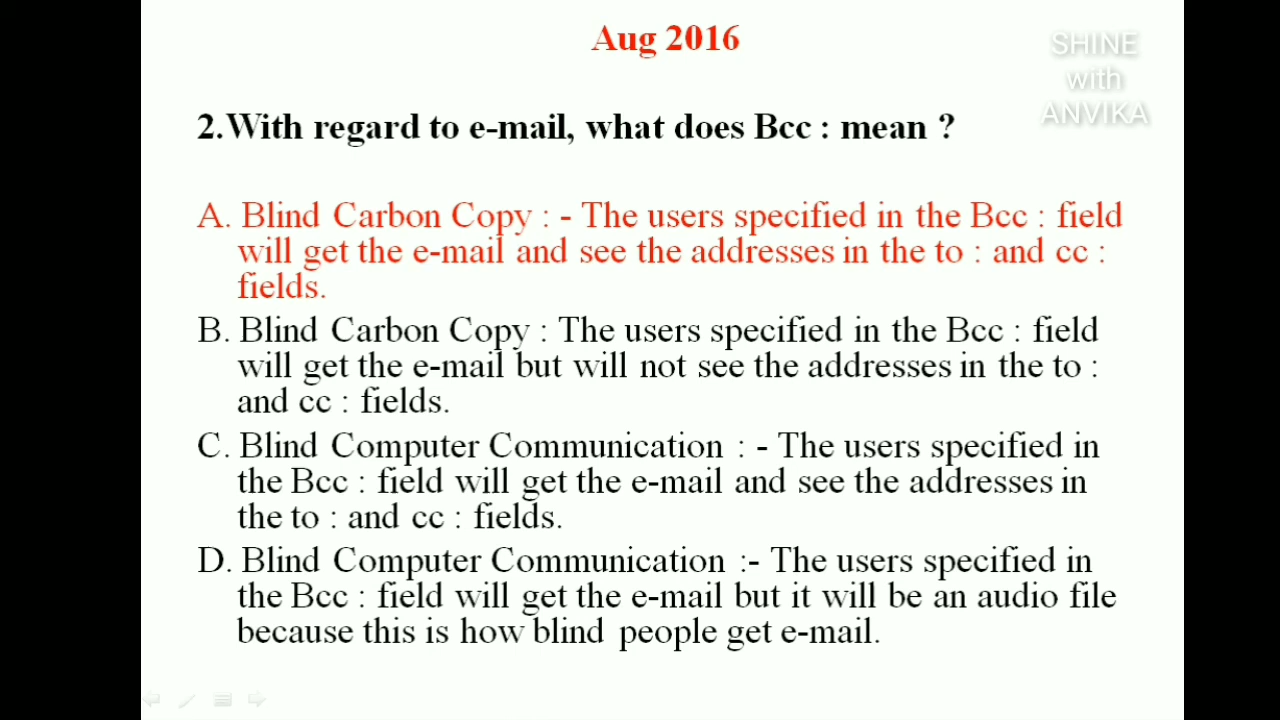 Aug 2016
SHINE
with
ANVIKA
2.With regard to e-mail, what does Bcc : mean ?
A. Blind Carbon Copy : - The users specified in the Bcc : field
will get the e-mail and see the addresses in the to : and cc :
fields.
B. Blind Carbon Copy : The users specified in the Bcc : field
will get the e-mail but will not see the addresses in the to :
and cc : fields.
C. Blind Computer Communication : - The users specified in
the Bcc : field will get the e-mail and see the addresses in
the to : and cc : fields.
D. Blind Computer Communication :- The users specified in
the Bcc : field will get the e-mail but it will be an audio file
because this is how blind people get e-mail.